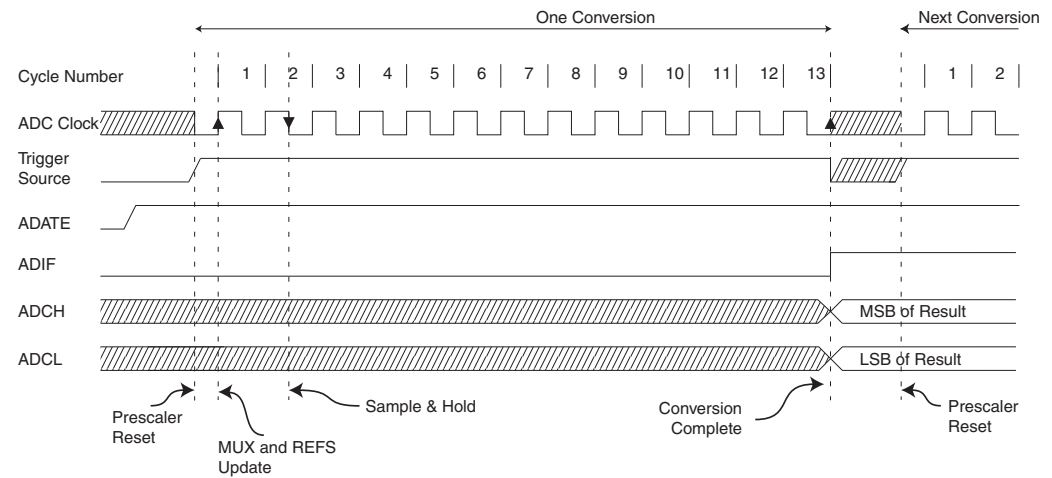 One Conversion
Next Conversion
Cycle Number
1 2 3 4 5 6 7 8 9 10 11 12 13 1 2
ADC Clock
Trigger
Source
ADATE
ADIF
ADCH
MSB of Result
ADCL
LSB of Result
Prescaler
Reset
MUX and REFS
Update
Sample & Hold
Conversion
Complete
Prescaler
Reset